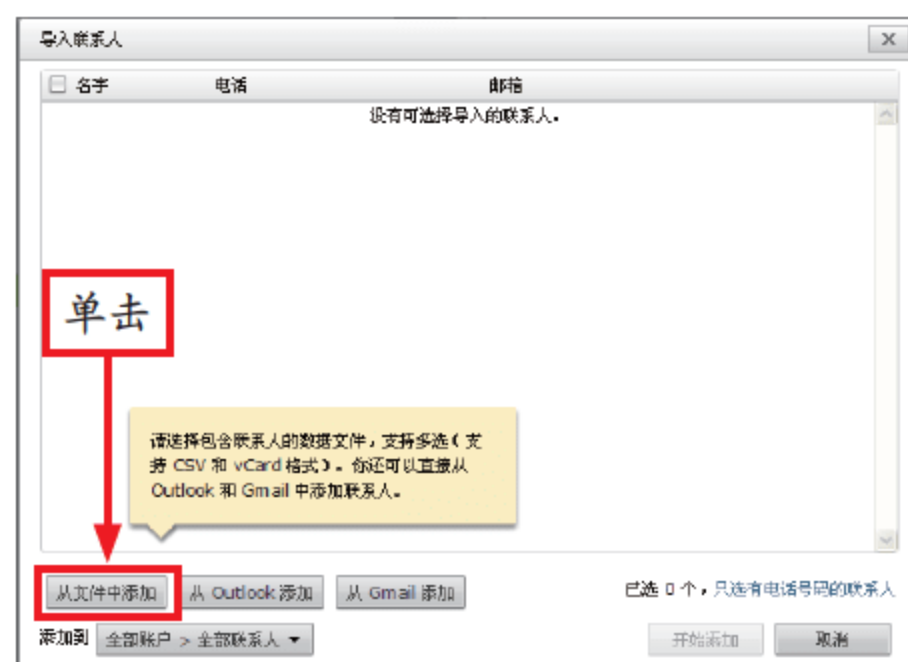 导入联系人
名字 电话 邮箱
没有可选择导入的联系人。
单击
请选择包含联系人的数据文件，支持多选（支
持 CSV 和 vCard 格式）。你还可以直接从
Outlook 和 Gmail 中添加联系人。
从文件中添加 从 Outlook 添加 从 Gmail 添加 已选 0 个，只选有电话号码的联系人
添加到 全部账户 > 全部联系人 开始添加 取消